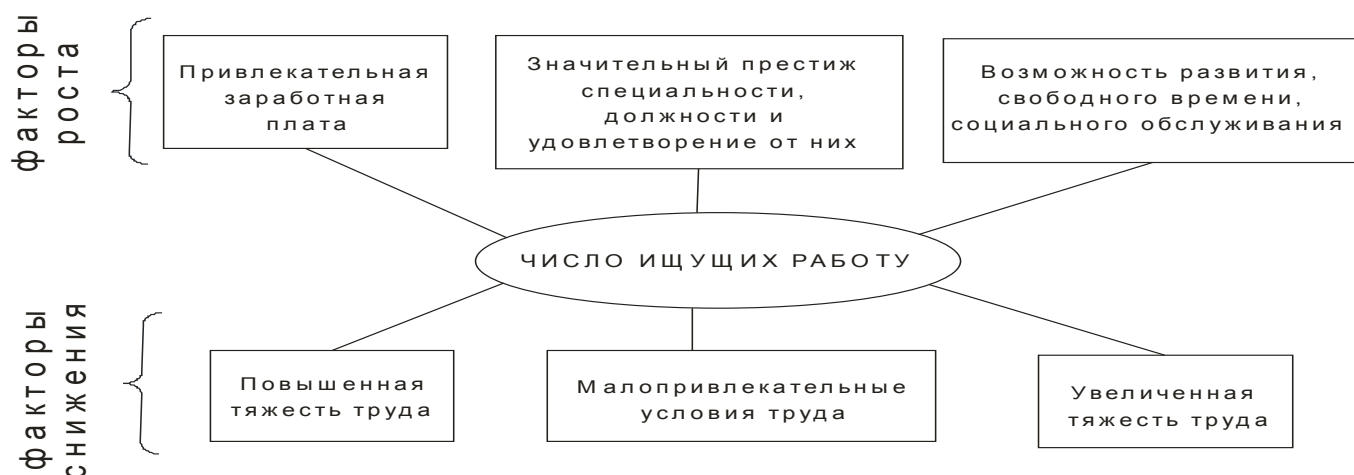 факторы
роста
Привлекательная
заработная
плата
Значительный престиж
специальности,
должности и
удовлетворение от них
Возможность развития,
свободного времени,
социального обслуживания
ЧИСЛО ИЩУЩИХ РАБОТУ
факторы
снижения
Повышенная
тяжесть труда
Малопривлекательные
условия труда
Увеличенная
тяжесть труда